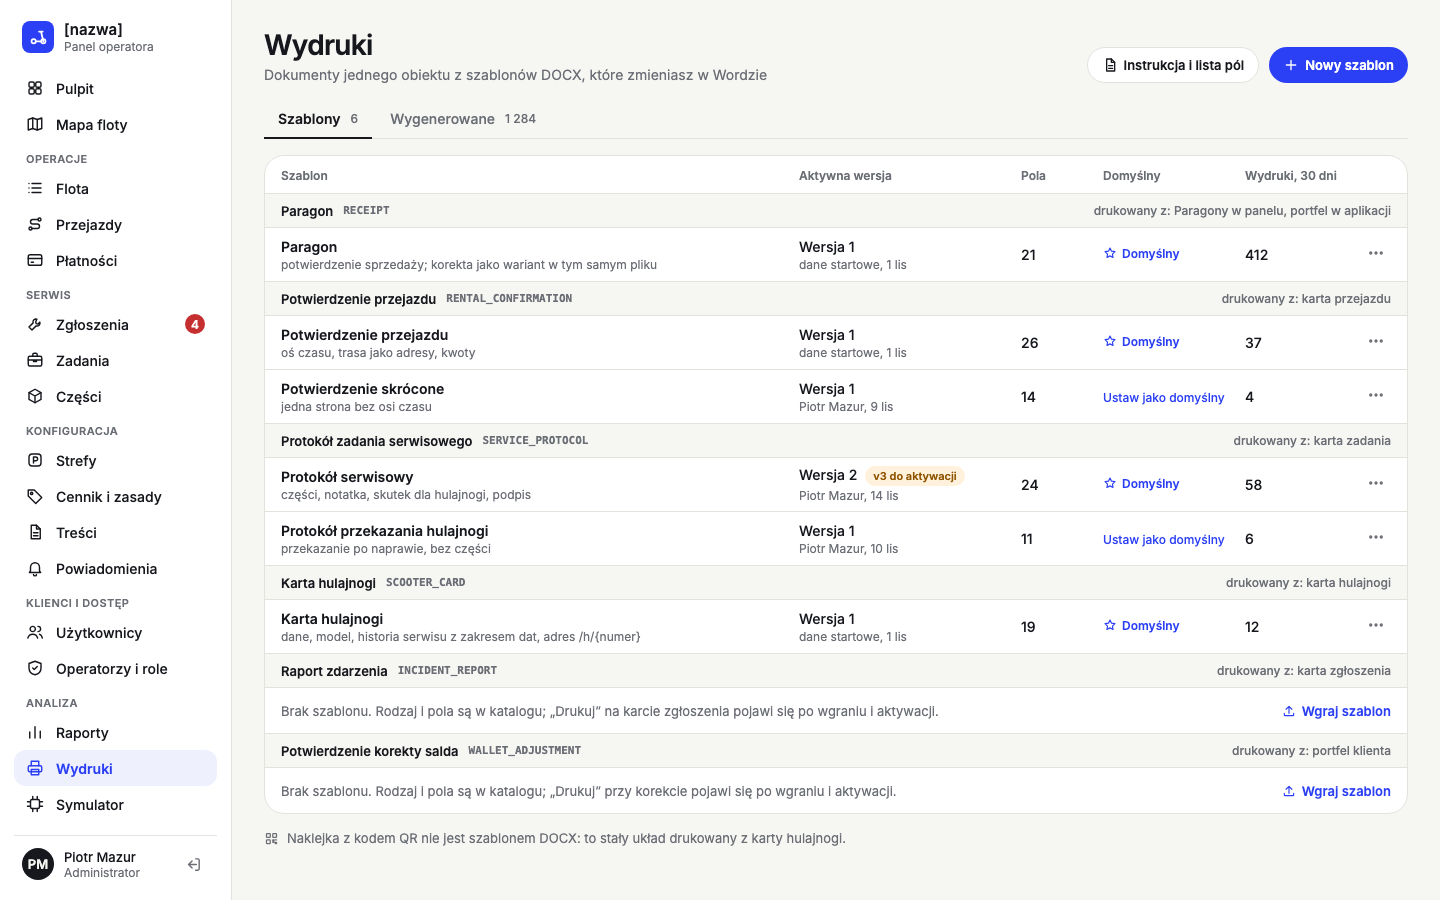 [nazwa]
Panel operatora
Pulpit
Mapa floty
OPERACJE
Flota
Przejazdy
Płatności
SERWIS
Zgłoszenia 4
Zadania
Części
KONFIGURACJA
Strefy
Cennik i zasady
Treści
Powiadomienia
KLIENCI I DOSTĘP
Użytkownicy
Operatorzy i role
ANALIZA
Raporty
Wydruki
Symulator
PM
Piotr Mazur
Administrator
Wydruki
Dokumenty jednego obiektu z szablonów DOCX, które zmieniasz w Wordzie
Instrukcja i lista pól
Nowy szablon
Szablony 6 Wygenerowane 1 284
Szablon Aktywna wersja Pola Domyślny Wydruki, 30 dni
Paragon RECEIPT drukowany z: Paragony w panelu, portfel w aplikacji
Paragon Wersja 1 21 Domyślny 412
potwierdzenie sprzedaży; korekta jako wariant w tym samym pliku dane startowe, 1 lis
Potwierdzenie przejazdu RENTAL_CONFIRMATION drukowany z: karta przejazdu
Potwierdzenie przejazdu Wersja 1 26 Domyślny 37
oś czasu, trasa jako adresy, kwoty dane startowe, 1 lis
Potwierdzenie skrócone Wersja 1 14 Ustaw jako domyślny 4
jedna strona bez osi czasu Piotr Mazur, 9 lis
Protokół zadania serwisowego SERVICE_PROTOCOL drukowany z: karta zadania
Protokół serwisowy Wersja 2 v3 do aktywacji 24 Domyślny 58
części, notatka, skutek dla hulajnogi, podpis Piotr Mazur, 14 lis
Protokół przekazania hulajnogi Wersja 1 11 Ustaw jako domyślny 6
przekazanie po naprawie, bez części Piotr Mazur, 10 lis
Karta hulajnogi SCOOTER_CARD drukowany z: karta hulajnogi
Karta hulajnogi Wersja 1 19 Domyślny 12
dane, model, historia serwisu z zakresem dat, adres /h/{numer} dane startowe, 1 lis
Raport zdarzenia INCIDENT_REPORT drukowany z: karta zgłoszenia
Brak szablonu. Rodzaj i pola są w katalogu; „Drukuj” na karcie zgłoszenia pojawi się po wgraniu i aktywacji. Wgraj szablon
Potwierdzenie korekty salda WALLET_ADJUSTMENT drukowany z: portfel klienta
Brak szablonu. Rodzaj i pola są w katalogu; „Drukuj” przy korekcie pojawi się po wgraniu i aktywacji. Wgraj szablon
Naklejka z kodem QR nie jest szablonem DOCX: to stały układ drukowany z karty hulajnogi.